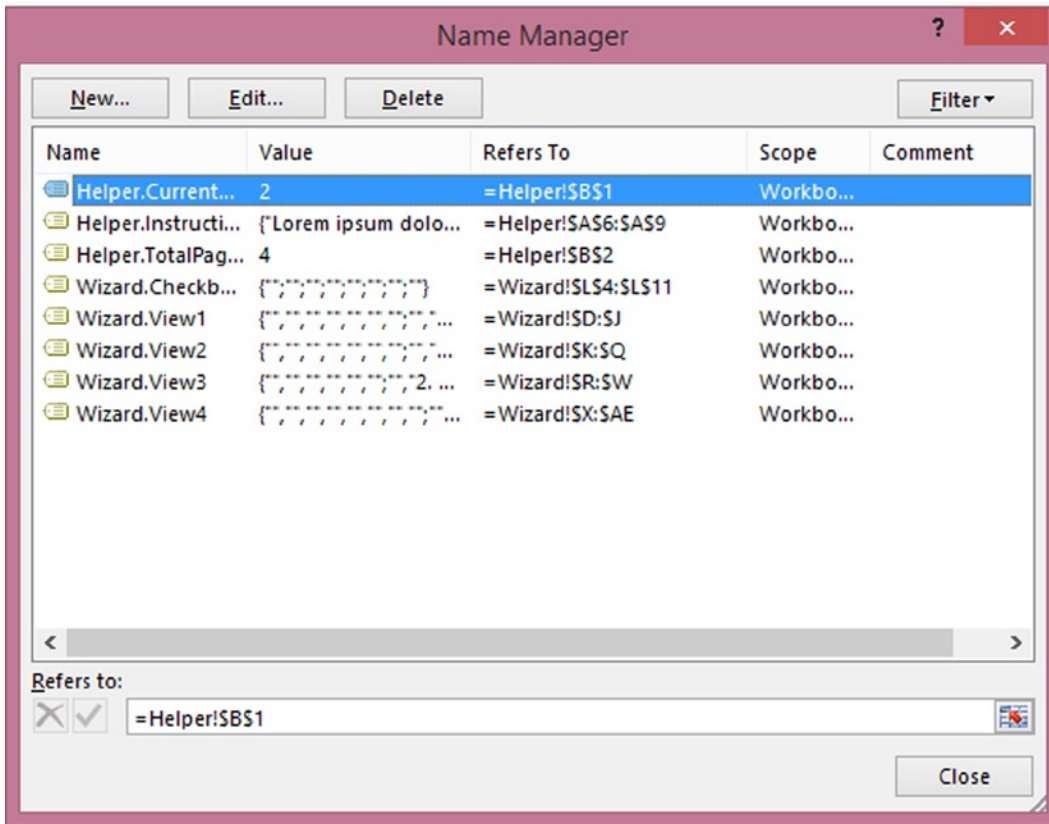 Name Manager ?
New... Edit... Delete Filter
Name Value Refers To Scope Comment
Helper.Current... 2 =Helper!$B$1 Workbo...
Helper.Instructi... {"Lorem ipsum dolo... =Helper!$A$6:$A$9 Workbo...
Helper.TotalPag... 4 =Helper!$B$2 Workbo...
Wizard.Checkb... {"";"";"";"";"";"";"";""} =Wizard!$L$4:$L$11 Workbo...
Wizard.View1 {"","","","","","","";"","... =Wizard!$D:$J Workbo...
Wizard.View2 {"","","","","","","";"","... =Wizard!$K:$Q Workbo...
Wizard.View3 {"","","","","","";"","2. ... =Wizard!$R:$W Workbo...
Wizard.View4 {"","","","","","","","";""... =Wizard!$X:$AE Workbo...
Refers to:
=Helper!$B$1
Close